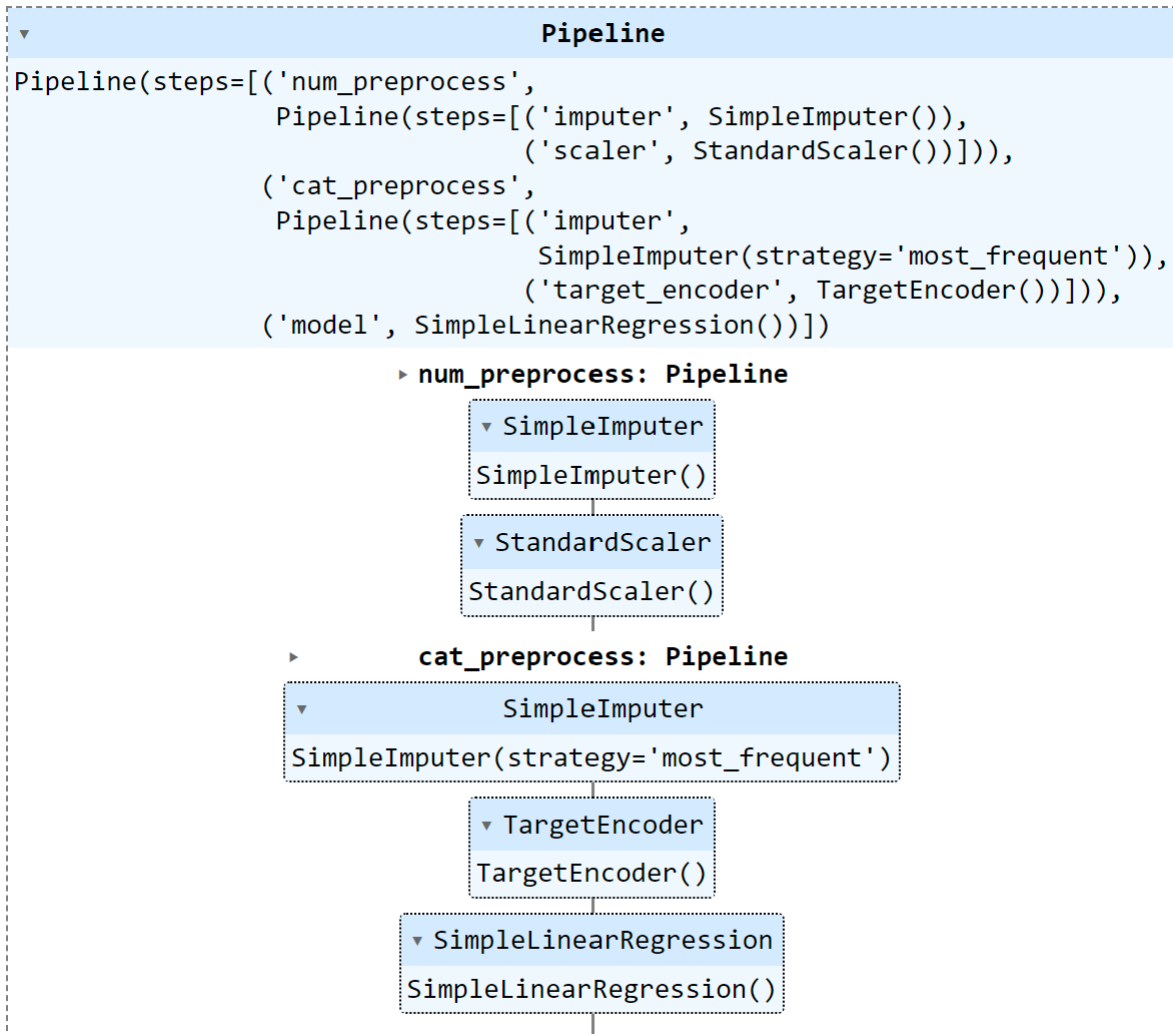 Pipeline
Pipeline(steps=[('num_preprocess',
Pipeline(steps=[('imputer', SimpleImputer()),
('scaler', StandardScaler())])),
('cat_preprocess',
Pipeline(steps=[('imputer',
SimpleImputer(strategy='most_frequent')),
('target_encoder', TargetEncoder())])),
('model', SimpleLinearRegression())])
num_preprocess: Pipeline
SimpleImputer
SimpleImputer()
StandardScaler
StandardScaler()
cat_preprocess: Pipeline
SimpleImputer
SimpleImputer(strategy='most_frequent')
TargetEncoder
TargetEncoder()
SimpleLinearRegression
SimpleLinearRegression()